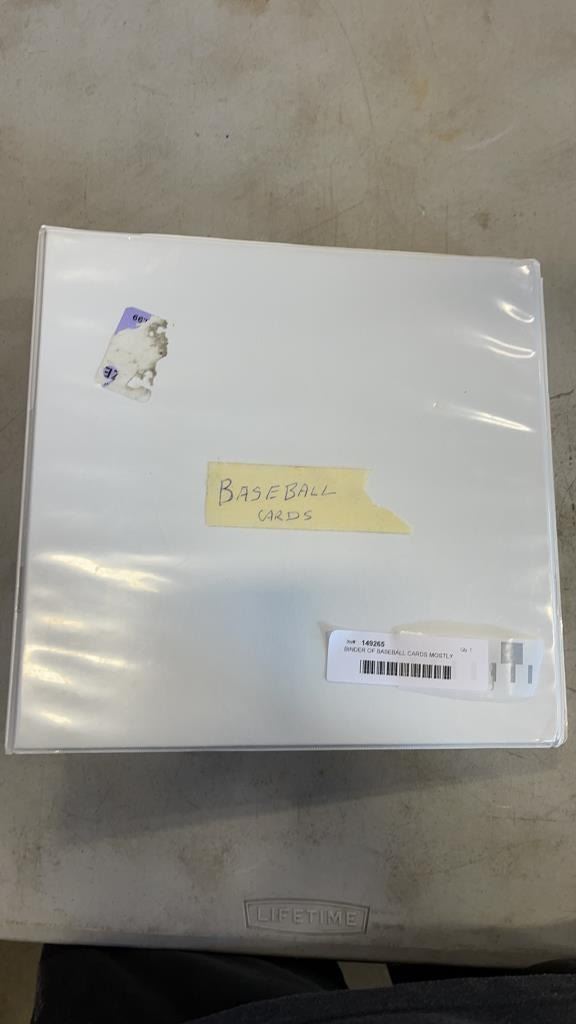 BASEBALL
CARDS
149265
BINDER OF BASEBALL CARDS MOSTLY
LIFETIME